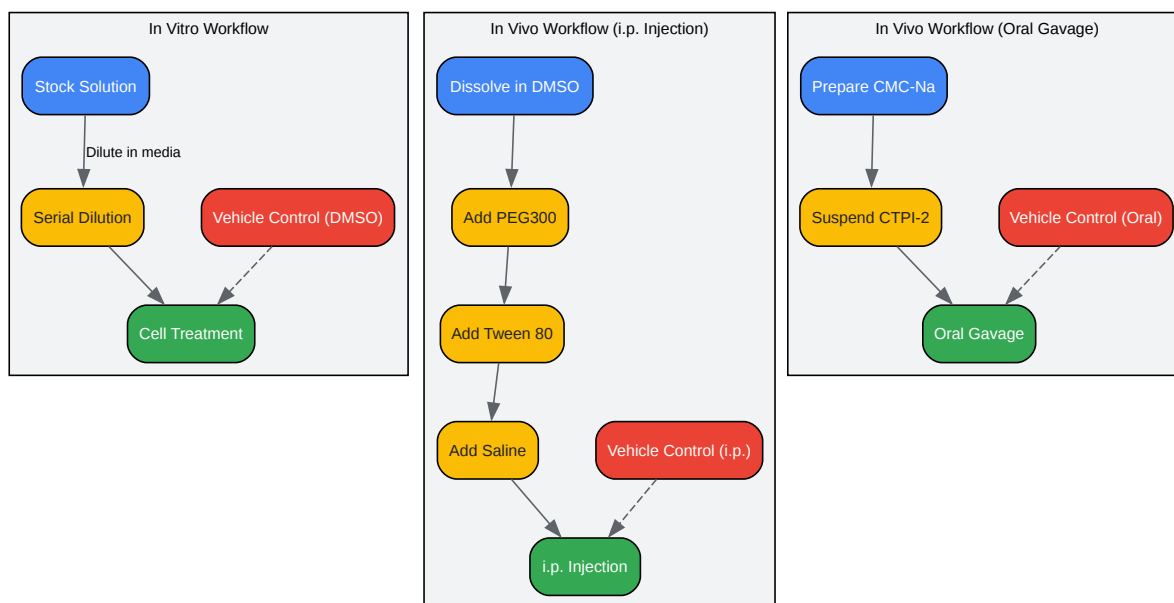 In Vitro Workflow
Stock Solution
Dilute in media
Serial Dilution
Vehicle Control (DMSO)
Cell Treatment
In Vivo Workflow (i.p. Injection)
Dissolve in DMSO
Add PEG300
Add Tween 80
Add Saline
Vehicle Control (i.p.)
i.p. Injection
In Vivo Workflow (Oral Gavage)
Prepare CMC-Na
Suspend CTPI-2
Vehicle Control (Oral)
Oral Gavage